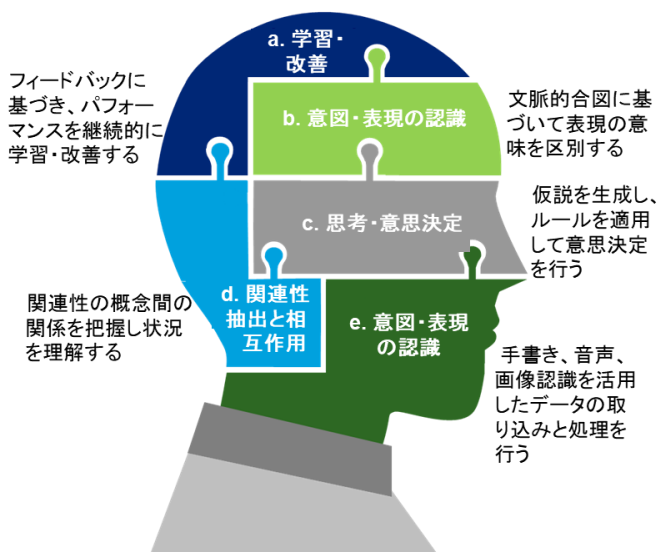 a. 学習・
改善
フィードバックに
基づき、パフォー
マンスを継続的に
学習・改善する
b. 意図・表現の認識
文脈的合図に基
づいて表現の意
味を区別する
c. 思考・意思決定
仮説を生成し、
ルールを適用
して意思決定
を行う
d. 関連性
抽出と相
互作用
関連性の概念間の
関係を把握し状況
を理解する
e. 意図・表現
の認識
手書き、音声、
画像認識を活用
したデータの取
り込みと処理を
行う